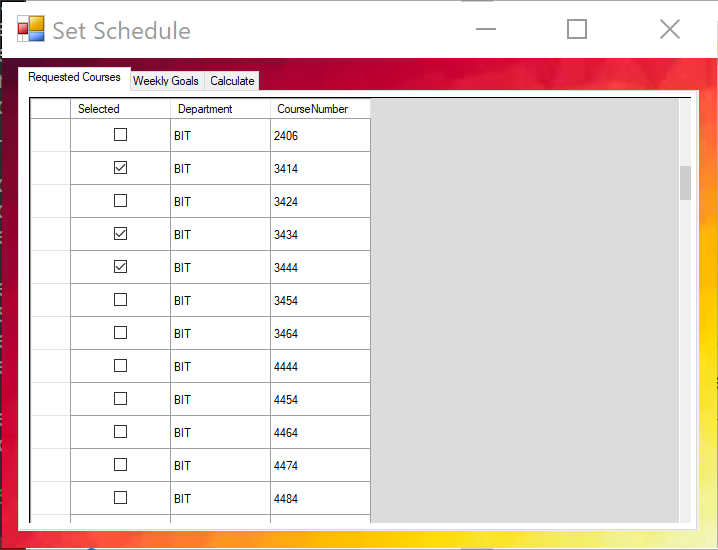 Set Schedule
Requested Courses Weekly Goals Calculate
Selected Department CourseNumber
BIT 2406
BIT 3414
BIT 3424
BIT 3434
BIT 3444
BIT 3454
BIT 3464
BIT 4444
BIT 4454
BIT 4464
BIT 4474
BIT 4484